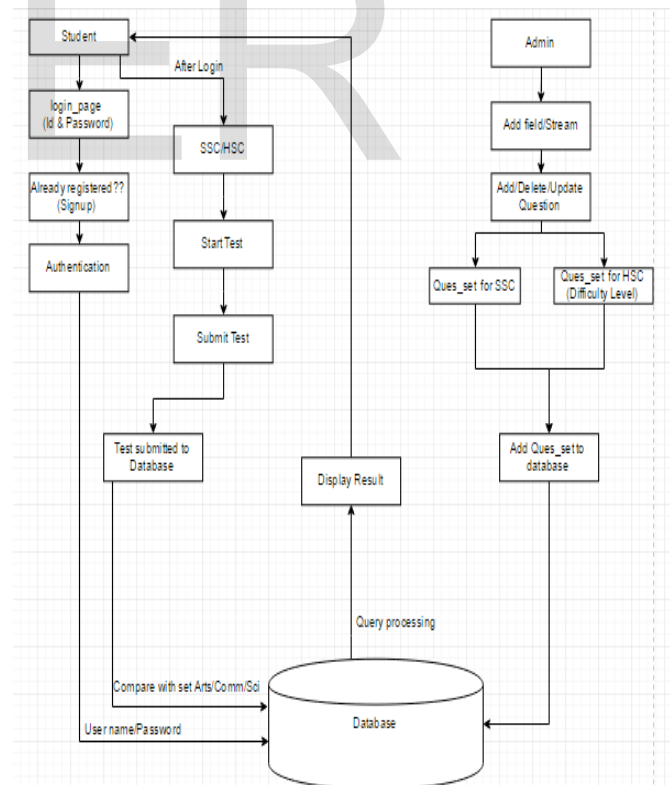 ER
Student
After Login
login_page
(Id & Password)
SSC/HSC
Already registered??
(Signup)
Start Test
Authentication
Submit Test
Test submitted to
Database
Display Result
Admin
Add field/Stream
Add/Delete/Update
Question
Ques_set for SSC
Ques_set for HSC
(Difficulty Level)
Add Ques_set to
database
Query processing
Compare with set Arts/Comm/Sci
User name/Password
Database